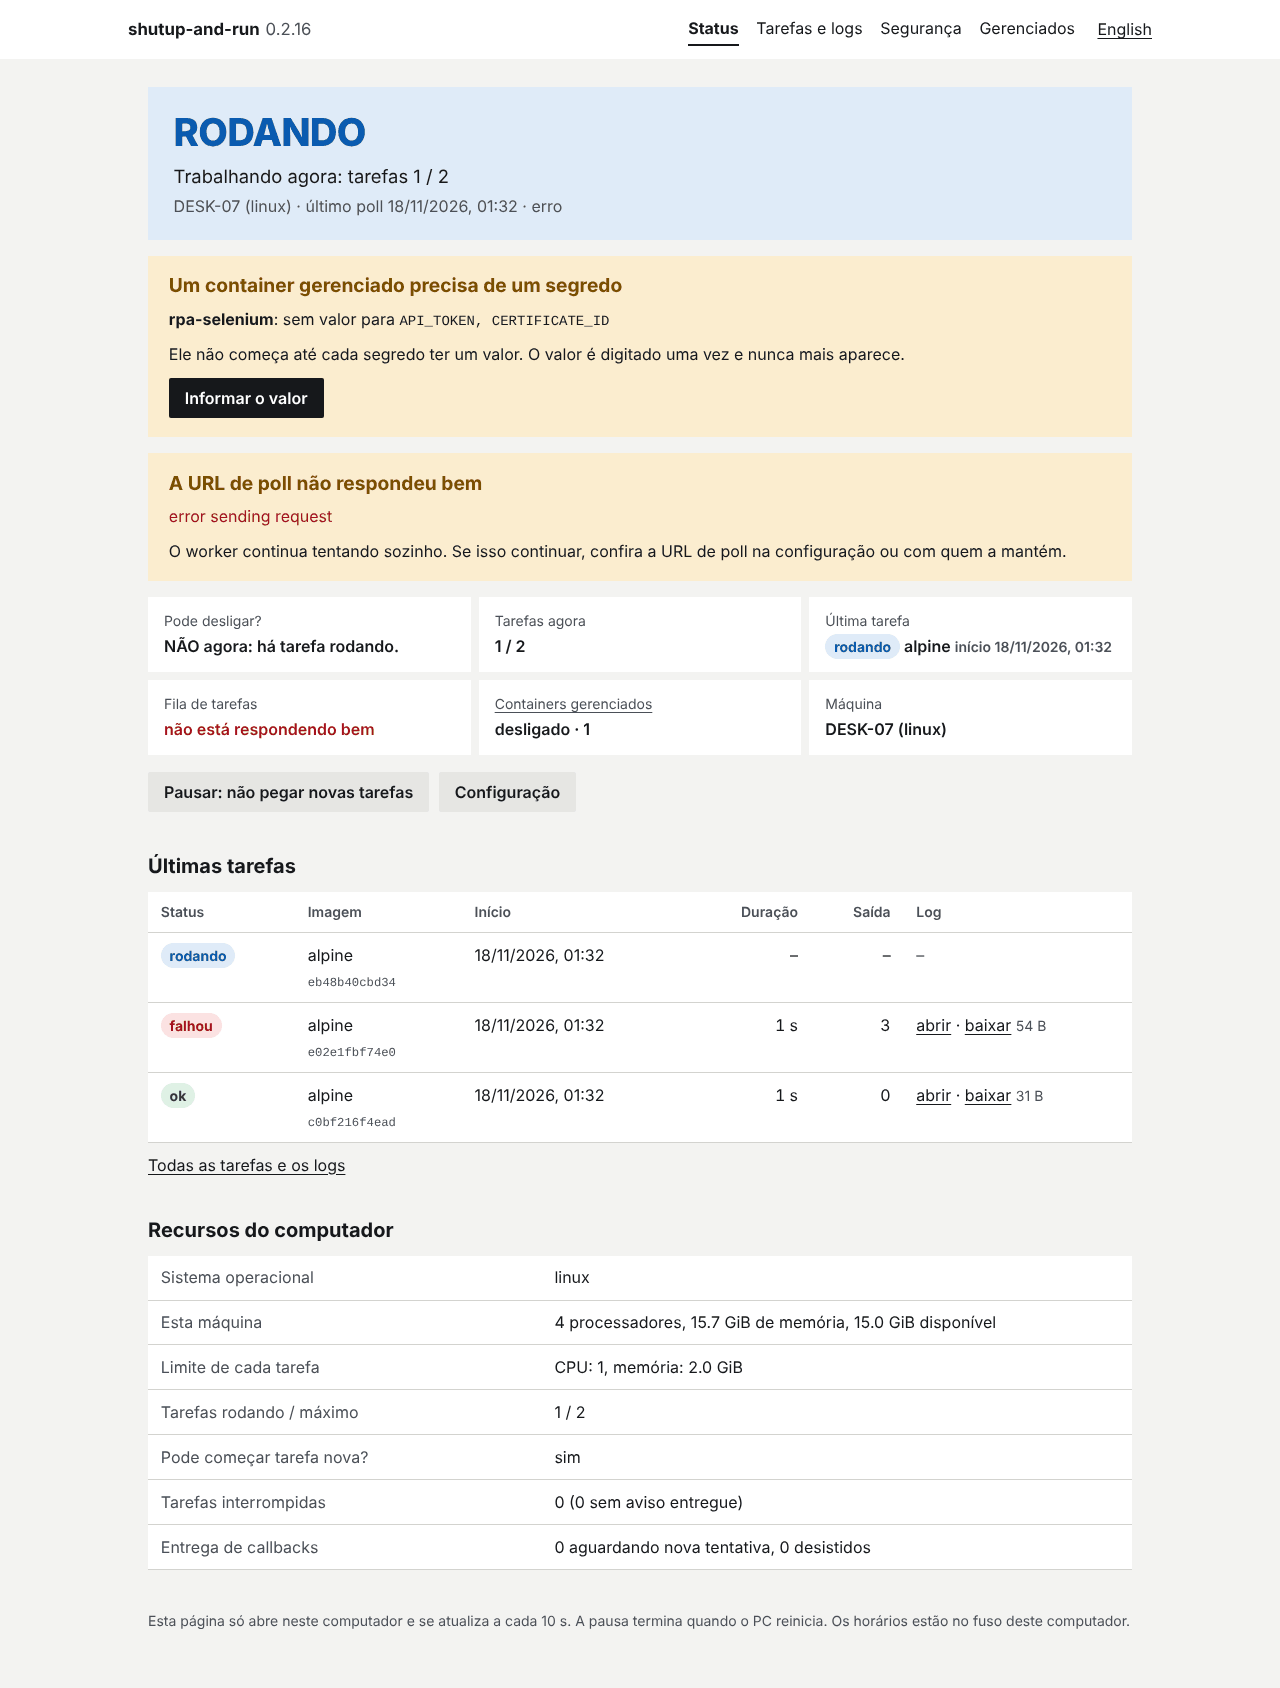 shutup-and-run 0.2.16
Status Tarefas e logs Segurança Gerenciados English
RODANDO
Trabalhando agora: tarefas 1 / 2
DESK-07 (linux) · último poll 18/11/2026, 01:32 · erro
Um container gerenciado precisa de um segredo
rpa-selenium: sem valor para API_TOKEN, CERTIFICATE_ID
Ele não começa até cada segredo ter um valor. O valor é digitado uma vez e nunca mais aparece.
Informar o valor
A URL de poll não respondeu bem
error sending request
O worker continua tentando sozinho. Se isso continuar, confira a URL de poll na configuração ou com quem a mantém.
Pode desligar?
NÃO agora: há tarefa rodando.
Tarefas agora
1 / 2
Última tarefa
rodando alpine início 18/11/2026, 01:32
Fila de tarefas
não está respondendo bem
Containers gerenciados
desligado · 1
Máquina
DESK-07 (linux)
Pausar: não pegar novas tarefas
Configuração
Últimas tarefas
Status Imagem Início Duração Saída Log
rodando alpine 18/11/2026, 01:32 – – –
eb48b40cbd34
falhou alpine 18/11/2026, 01:32 1 s 3 abrir · baixar 54 B
e02e1fbf74e0
ok alpine 18/11/2026, 01:32 1 s 0 abrir · baixar 31 B
c0bf216f4ead
Todas as tarefas e os logs
Recursos do computador
Sistema operacional linux
Esta máquina 4 processadores, 15.7 GiB de memória, 15.0 GiB disponível
Limite de cada tarefa CPU: 1, memória: 2.0 GiB
Tarefas rodando / máximo 1 / 2
Pode começar tarefa nova? sim
Tarefas interrompidas 0 (0 sem aviso entregue)
Entrega de callbacks 0 aguardando nova tentativa, 0 desistidos
Esta página só abre neste computador e se atualiza a cada 10 s. A pausa termina quando o PC reinicia. Os horários estão no fuso deste computador.